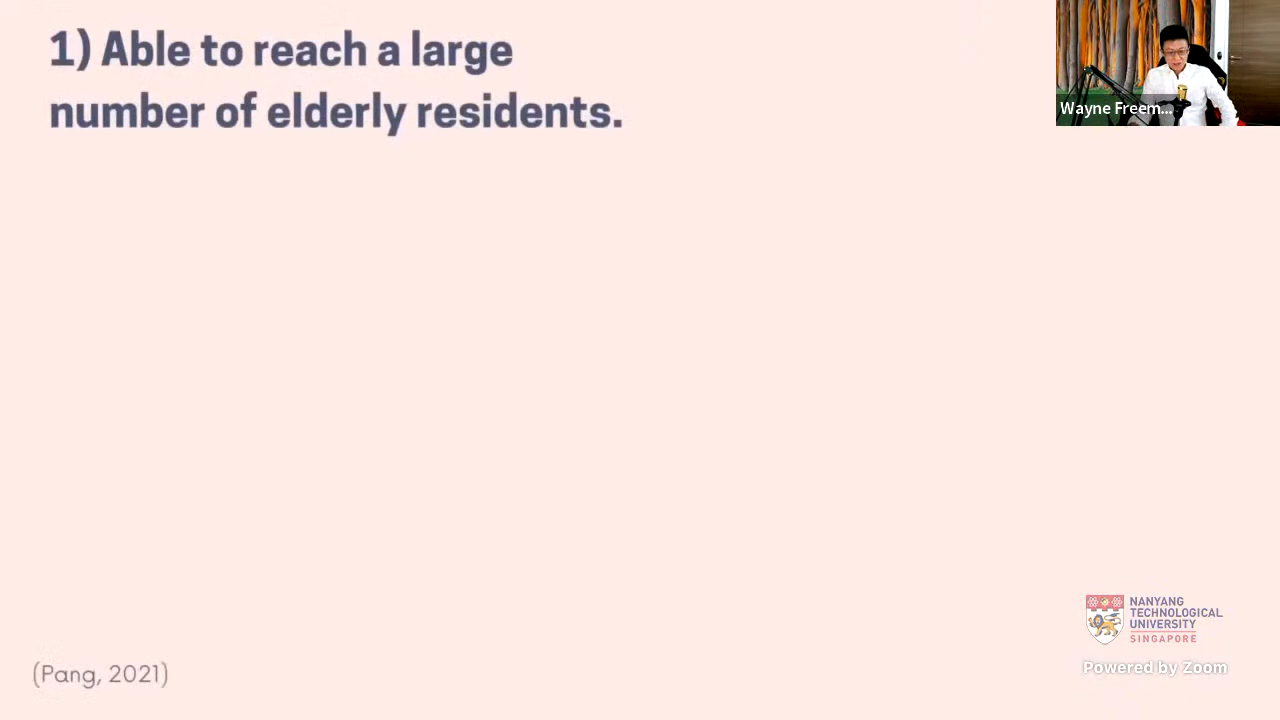 1) Able to reach a large
number of elderly residents.
Wayne Freem...
NANYANG
TECHNOLOGICAL
UNIVERSITY
SINGAPORE
Powered by Zoom
(Pang, 2021)